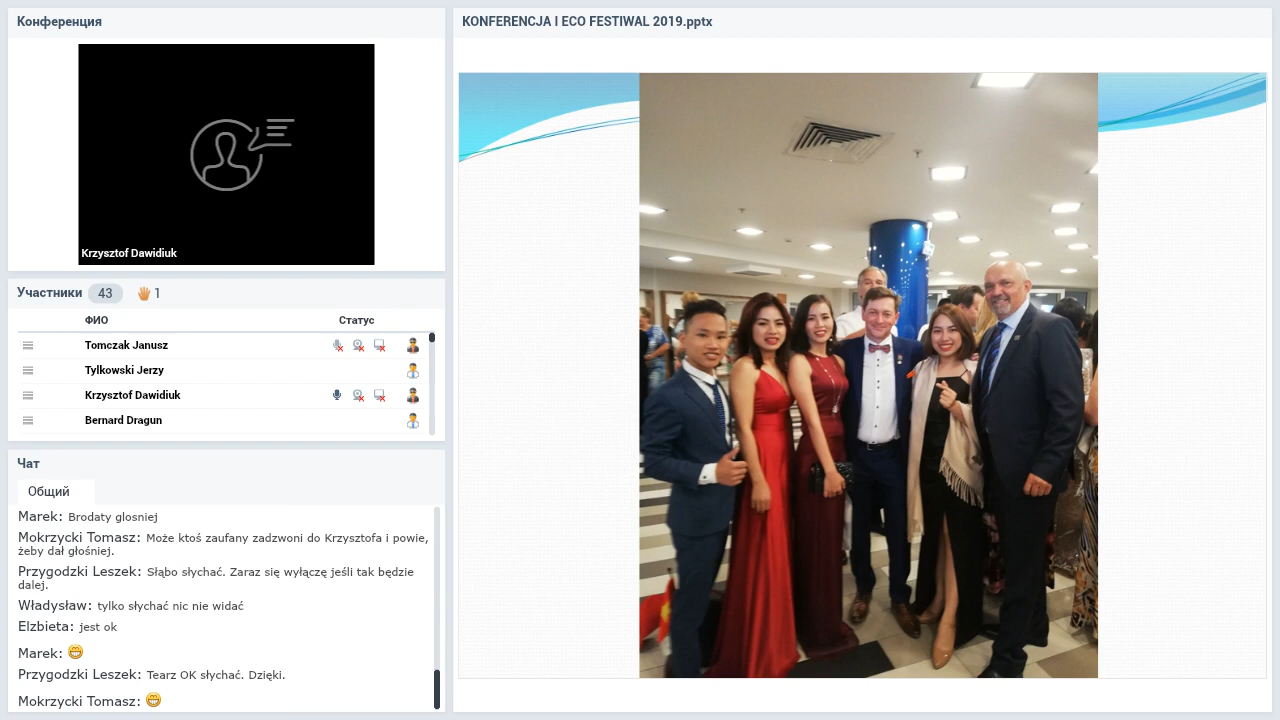 Конференция
Krzysztof Dawidiuk
Участники 43 1
ФИО Статус
Tomczak Janusz
Tylkowski Jerzy
Krzysztof Dawidiuk
Bernard Dragun
Чат
Общий
Marek: Brodaty glosniej
Mokrzycki Tomasz: Może ktoś zaufany zadzwoni do Krzysztofa i powie,
żeby dał głośniej.
Przygodzki Leszek: Słąbo słychać. Zaraz się wyłączę jeśli tak będzie
dalej.
Władysław: tylko słychać nic nie widać
Elzbieta: jest ok
Marek:
Przygodzki Leszek: Tearz OK słychać. Dzięki.
Mokrzycki Tomasz:
KONFERENCJA I ECO FESTIWAL 2019.pptx